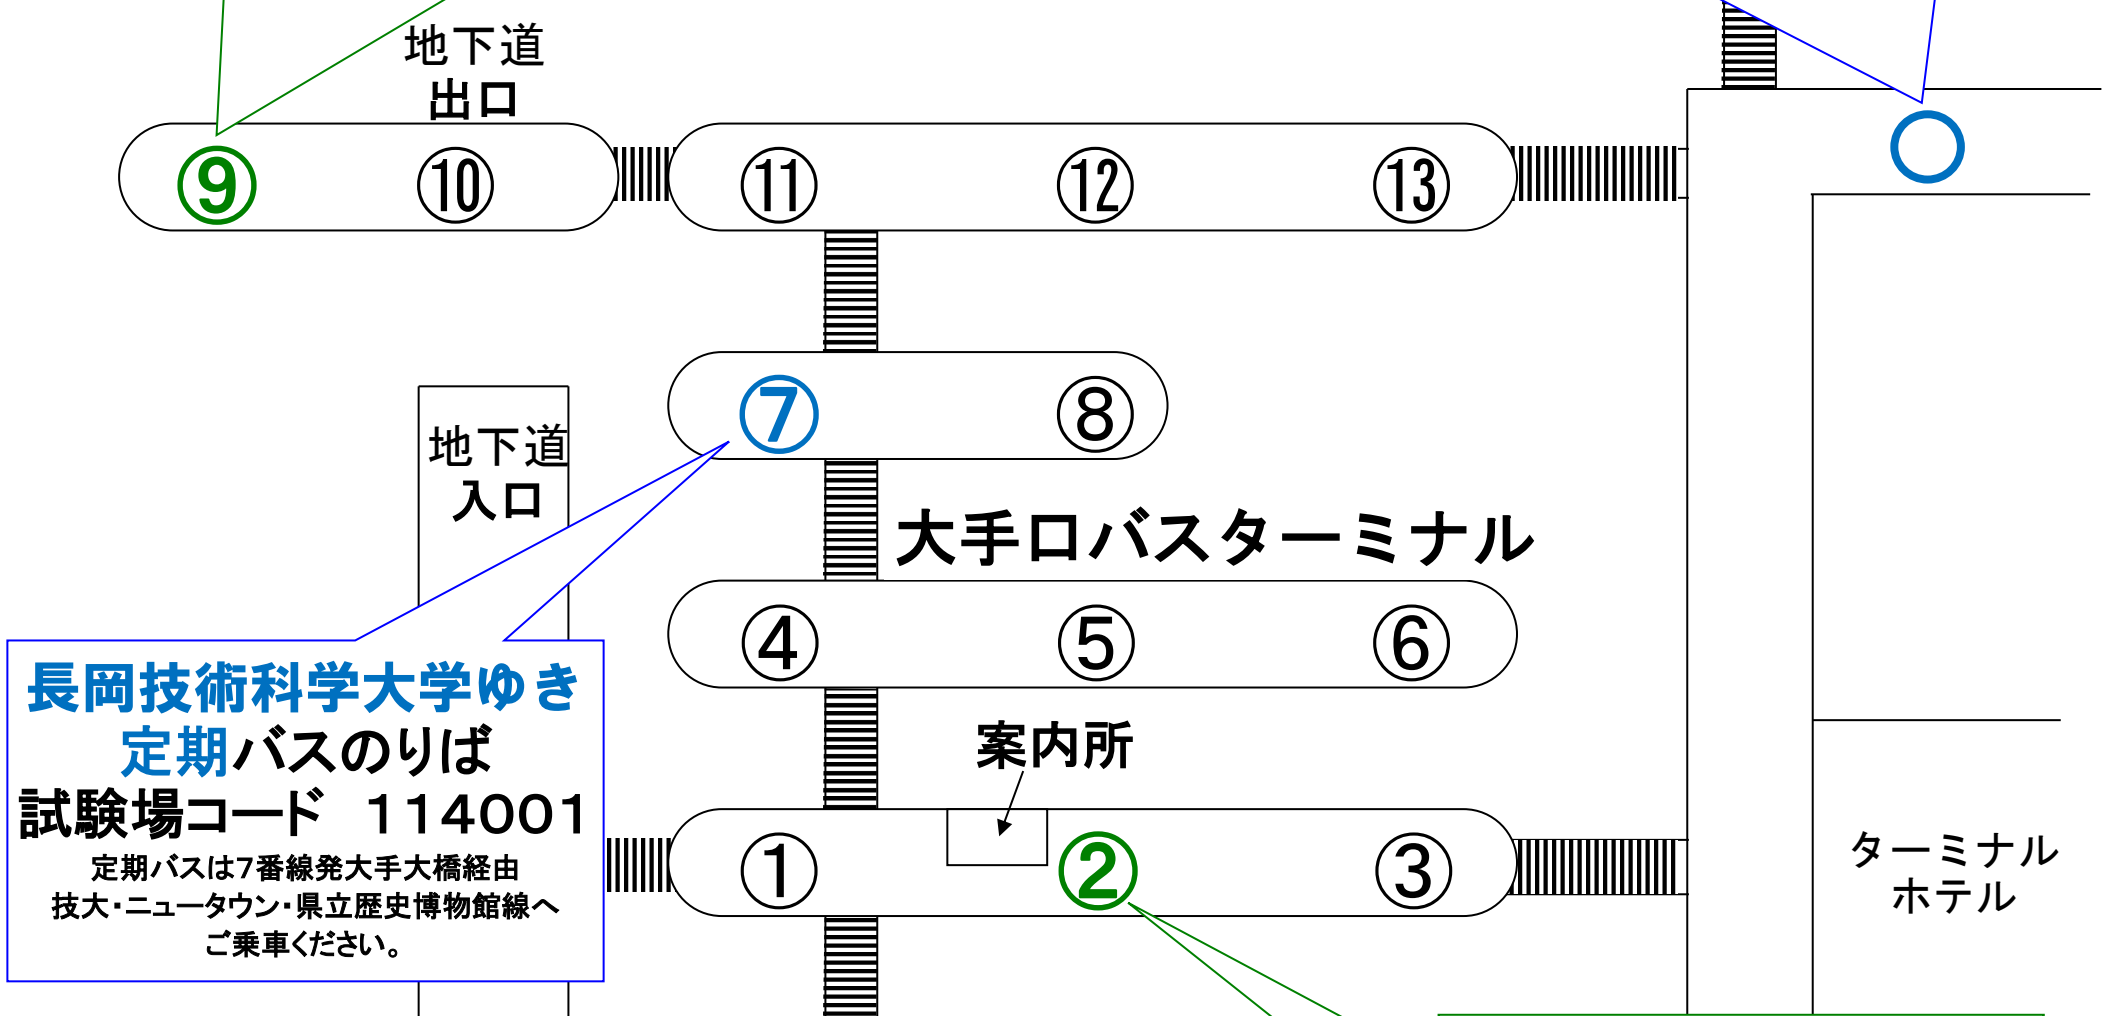 地下道
出口
⑨ ⑩ ⑪ ⑫ ⑬
⑦ ⑧
地下道
入口
大手口バスターミナル
④ ⑤ ⑥
長岡技術科学大学ゆき
定期バスのりば
試験場コード　114001
定期バスは7番線発大手大橋経由
技大・ニュータウン・県立歴史博物館線へ
ご乗車ください。
案内所
① ② ③
ターミナル
ホテル